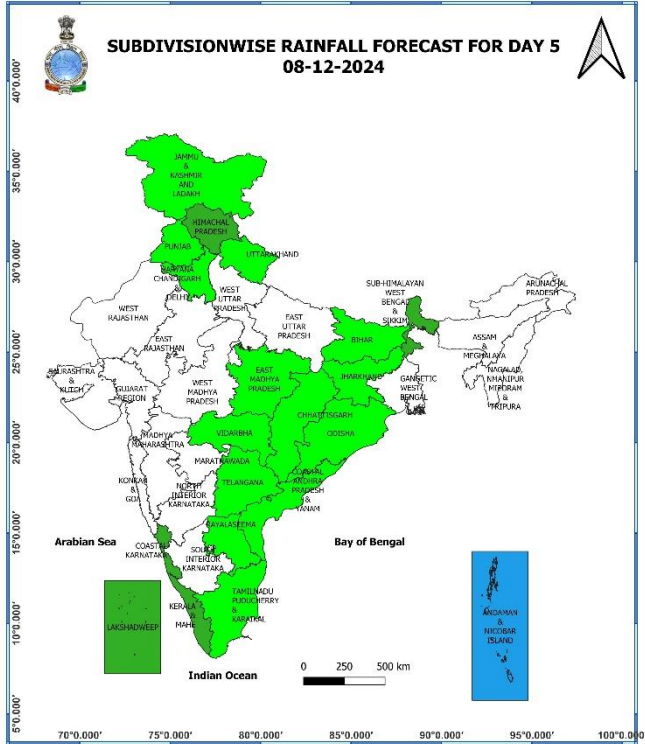 SUBDIVISIONWISE RAINFALL FORECAST FOR DAY 5
08-12-2024
40°0.000'
35°0.000'
30°0.000'
25°0.000'
20°0.000'
15°0.000'
10°0.000'
5°0.000'
JAMMU
&
KASHMIR
AND
LADAKH
HIMACHAL
PRADESH
PUNJAB
UTTARAKHAND
HARYANA
CHANDIGARH
&
DELHI
WEST
UTTAR
PRADESH
WEST
RAJASTHAN
EAST
RAJASTHAN
EAST
UTTAR
PRADESH
SUB-HIMALAYAN
WEST
BENGAL
&
SIKKIM
ARUNACHAL
PRADESH
ASSAM
&
MEGHALAYA
NAGALAD
NMANIPUR
MIZORAM
&
TRIPURA
BIHAR
JHARKHAND
GANGETIC
WEST
BENGAL
SAURASHTRA
&
KUTCH
GUJARAT
REGION
WEST
MADHYA
PRADESH
EAST
MADHYA
PRADESH
CHHATTISGARH
ODISHA
VIDARBHA
MADHYA
MAHARASHTRA
MARATHAWADA
KONKAN
&
GOA
NORTH
INTERIOR
KARNATAKA
TELANGANA
COASTAL
ANDHRA
PRADESH
&
YANAM
RAYALASEEMA
COASTAL
KARNATAKA
SOUTH
INTERIOR
KARNATAKA
TAMILNADU
PUDUCHERRY
&
KARAIKAL
KERALA
&
MAHE
LAKSHADWEEP
ANDAMAN
&
NICOBAR
ISLAND
Arabian Sea
Bay of Bengal
Indian Ocean
0 250 500 km
70°0.000' 75°0.000' 80°0.000' 85°0.000' 90°0.000' 95°0.000' 100°0.000'